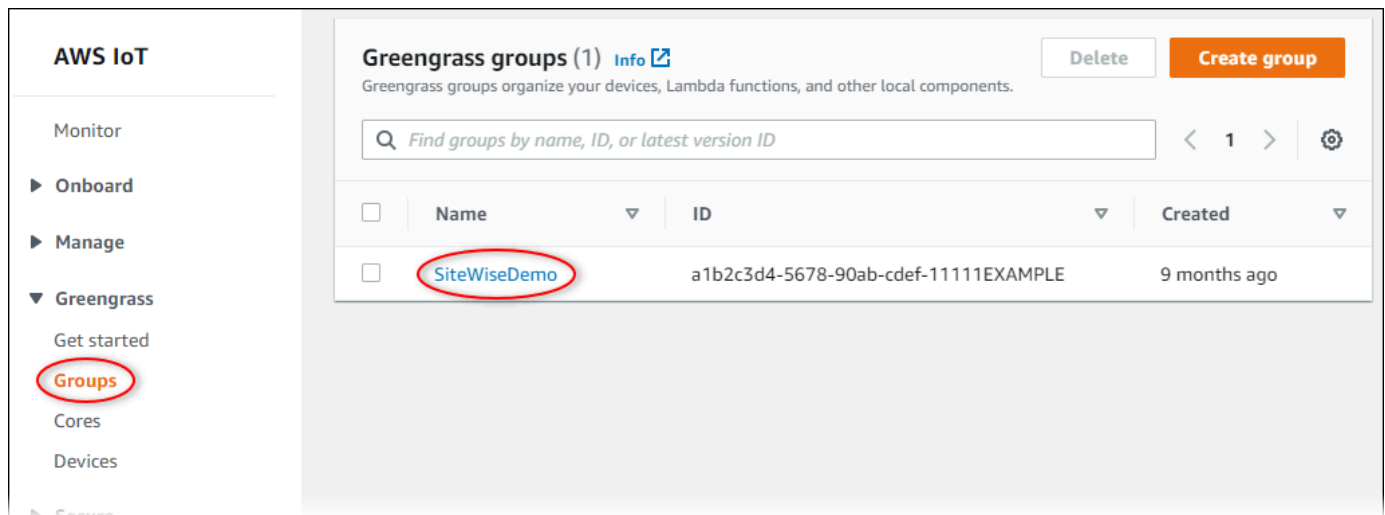 AWS IoT
Monitor
Onboard
Manage
Greengrass
Get started
Groups
Cores
Devices
Secure
Greengrass groups (1) Info
Delete
Create group
Greengrass groups organize your devices, Lambda functions, and other local components.
Find groups by name, ID, or latest version ID
1
Name ID Created
SiteWiseDemo a1b2c3d4-5678-90ab-cdef-11111EXAMPLE 9 months ago